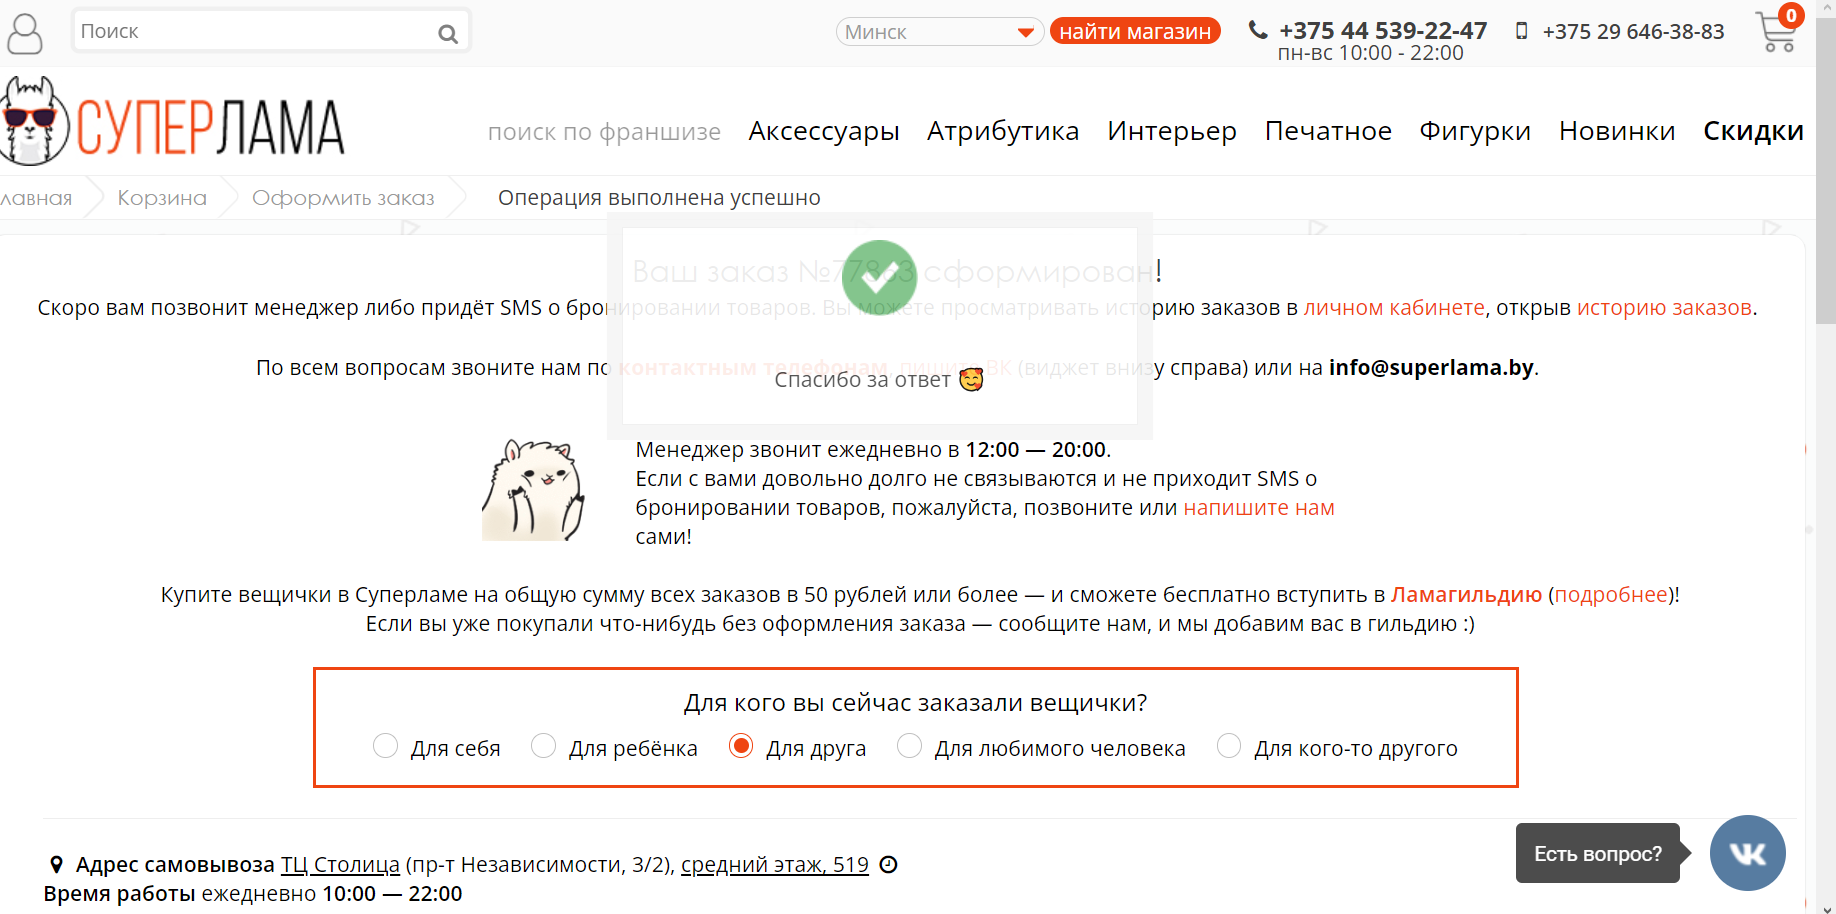 Поиск
Минск
найти магазин
+375 44 539-22-47
пн-вс 10:00 - 22:00
+375 29 646-38-83
0
СУПЕРЛАМА
поиск по франшизе Аксессуары Атрибутика Интерьер Печатное Фигурки Новинки Скидки
лавная Корзина Оформить заказ Операция выполнена успешно
Ваш заказ сформирован!
Скоро вам позвонит менеджер либо придёт SMS о бронировании товаров. Вы можете просматривать историю заказов в личном кабинете, открыв историю заказов.
По всем вопросам звоните нам по контактным телефонам, пишите ВК (виджет внизу справа) или на info@superlama.by.
Спасибо за ответ 🥰
Менеджер звонит ежедневно в 12:00 — 20:00.
Если с вами довольно долго не связываются и не приходит SMS о
бронировании товаров, пожалуйста, позвоните или напишите нам
сами!
Купите вещички в Суперламе на общую сумму всех заказов в 50 рублей или более — и сможете бесплатно вступить в Ламагильдию (подробнее)!
Если вы уже покупали что-нибудь без оформления заказа — сообщите нам, и мы добавим вас в гильдию :)
Для кого вы сейчас заказали вещички?
Для себя Для ребёнка Для друга Для любимого человека Для кого-то другого
Адрес самовывоза ТЦ Столица (пр-т Независимости, 3/2), средний этаж, 519
Время работы ежедневно 10:00 — 22:00
Есть вопрос?